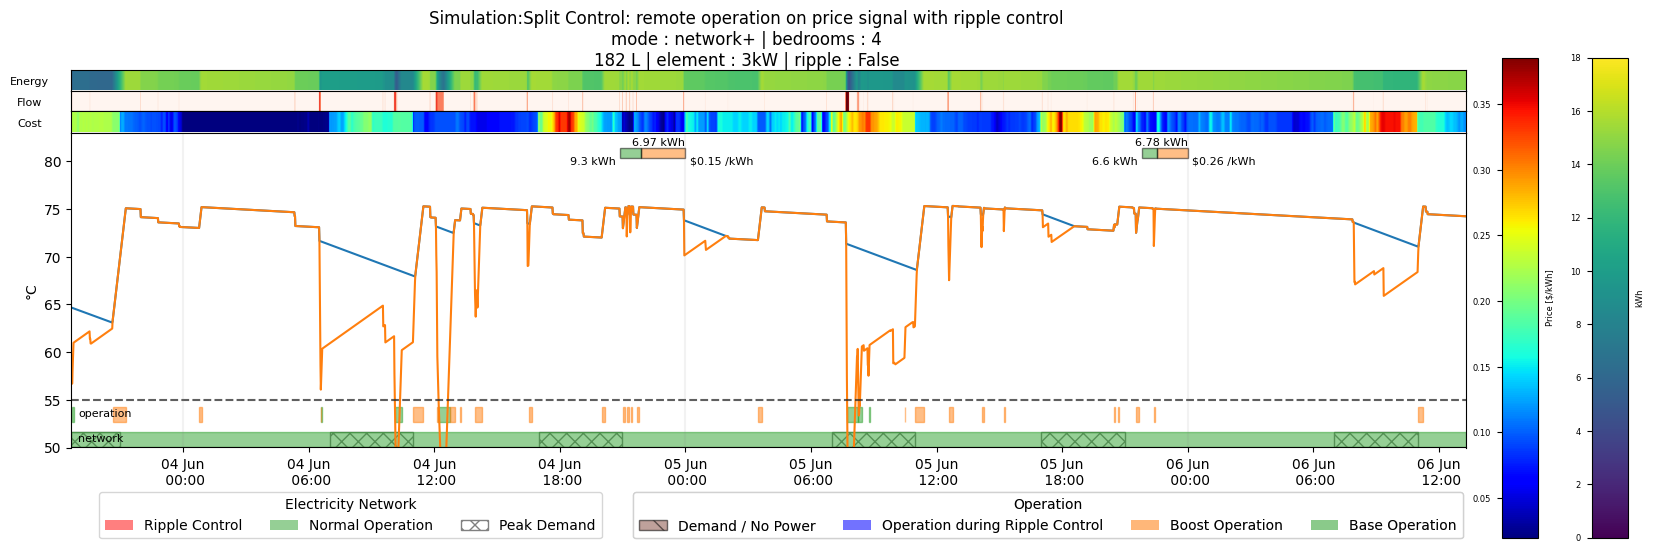 Simulation:Split Control: remote operation on price signal with ripple control
mode : network+ | bedrooms : 4
182 L | element : 3kW | ripple : False
Energy
Flow
Cost
6.97 kWh
9.3 kWh
$0.15 /kWh
6.78 kWh
6.6 kWh
$0.26 /kWh
80
75
70
65
60
55
50
°C
operation
network
04 Jun
00:00
04 Jun
06:00
04 Jun
12:00
04 Jun
18:00
05 Jun
00:00
05 Jun
06:00
05 Jun
12:00
05 Jun
18:00
06 Jun
00:00
06 Jun
06:00
06 Jun
12:00
0.35
0.30
0.25
0.20
0.15
0.10
0.05
Price [$/kWh]
18
16
14
12
10
8
6
4
2
0
kWh
Electricity Network
Ripple Control
Normal Operation
Peak Demand
Operation
Demand / No Power
Operation during Ripple Control
Boost Operation
Base Operation